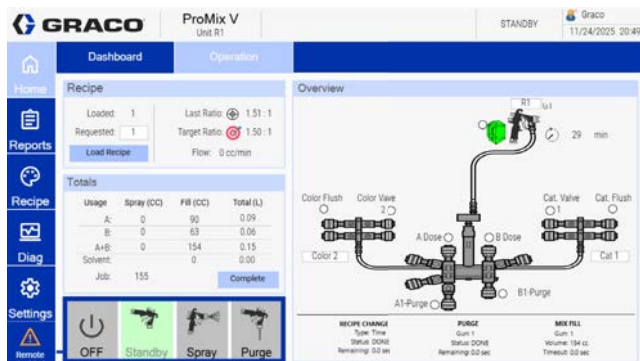 GRACO
ProMix V
Unit R1
STANDBY
Graco
11/24/2025 20:49
Home
Reports
Recipe
Diag
Settings
Remote
Dashboard
Operation
Recipe
Loaded: 1
Last Ratio: 1.51 : 1
Requested: 1
Target Ratio: 1.50 : 1
Load Recipe
Flow: 0 cc/min
Totals
Usage Spray (CC) Fill (CC) Total (L)
A: 0 90 0.09
B: 0 63 0.06
A+B: 0 154 0.15
Solvent: 0 0.00
Job: 155
Complete
OFF
Standby
Spray
Purge
Overview
R1
29 min
Color Flush
Color Vave
2
Cat. Valve
1
Cat. Flush
Color 2
Cat 1
A Dose
B Dose
A1-Purge
B1-Purge
RECIPE CHANGE
Type: Time
Status: DONE
Remaining: 0.0 sec
PURGE
Gun: 1
Status: DONE
Remaining: 0.0 sec
MIX FILL
Gun: 1
Volume: 194 cc
Timeout: 0.0 sec